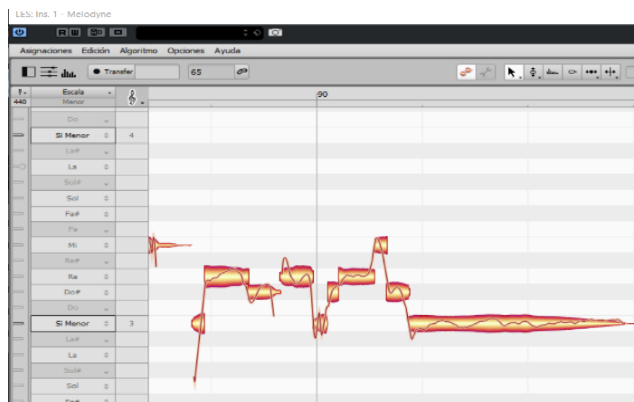 LES: Ins. 1 - Melodyne
R W
Asignaciones Edición Algoritmo Opciones Ayuda
Transfer 65
Escala
440 Menor
90
Do
Si Menor 4
La#
La
Sol#
Sol
Fa#
Fa
Mi
Re#
Re
Do#
Do
Si Menor 3
La#
La
Sol#
Sol
Fa#